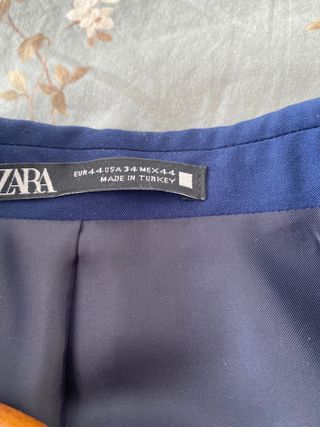 ZARA
EUR 44 USA 34 MEX 44
MADE IN TURKEY